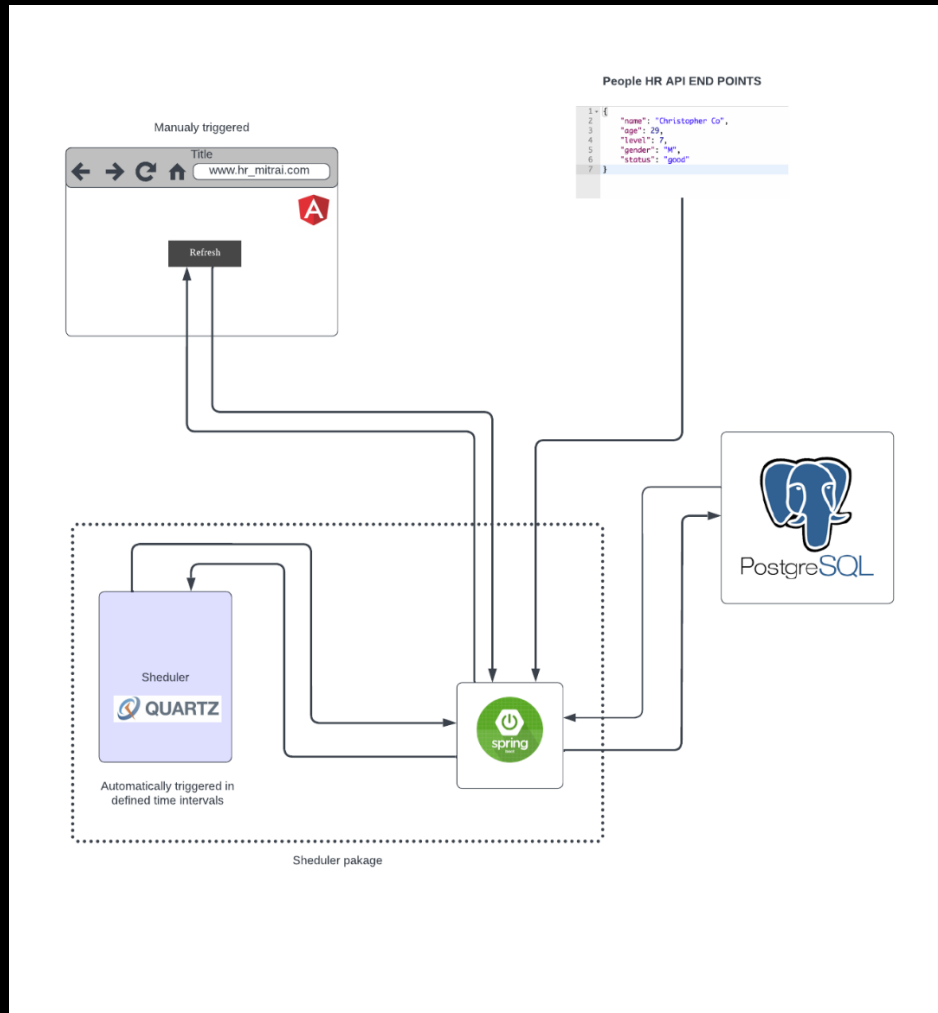 People HR API END POINTS
1 {
2 "name": "Christopher Co",
3 "age": 29,
4 "level": 7,
5 "gender": "M",
6 "status": "good"
7 }
Manualy triggered
Title
www.hr_mitrai.com
A
Refresh
PostgreSQL
Sheduler
QUARTZ
spring
Automatically triggered in
defined time intervals
Sheduler pakage